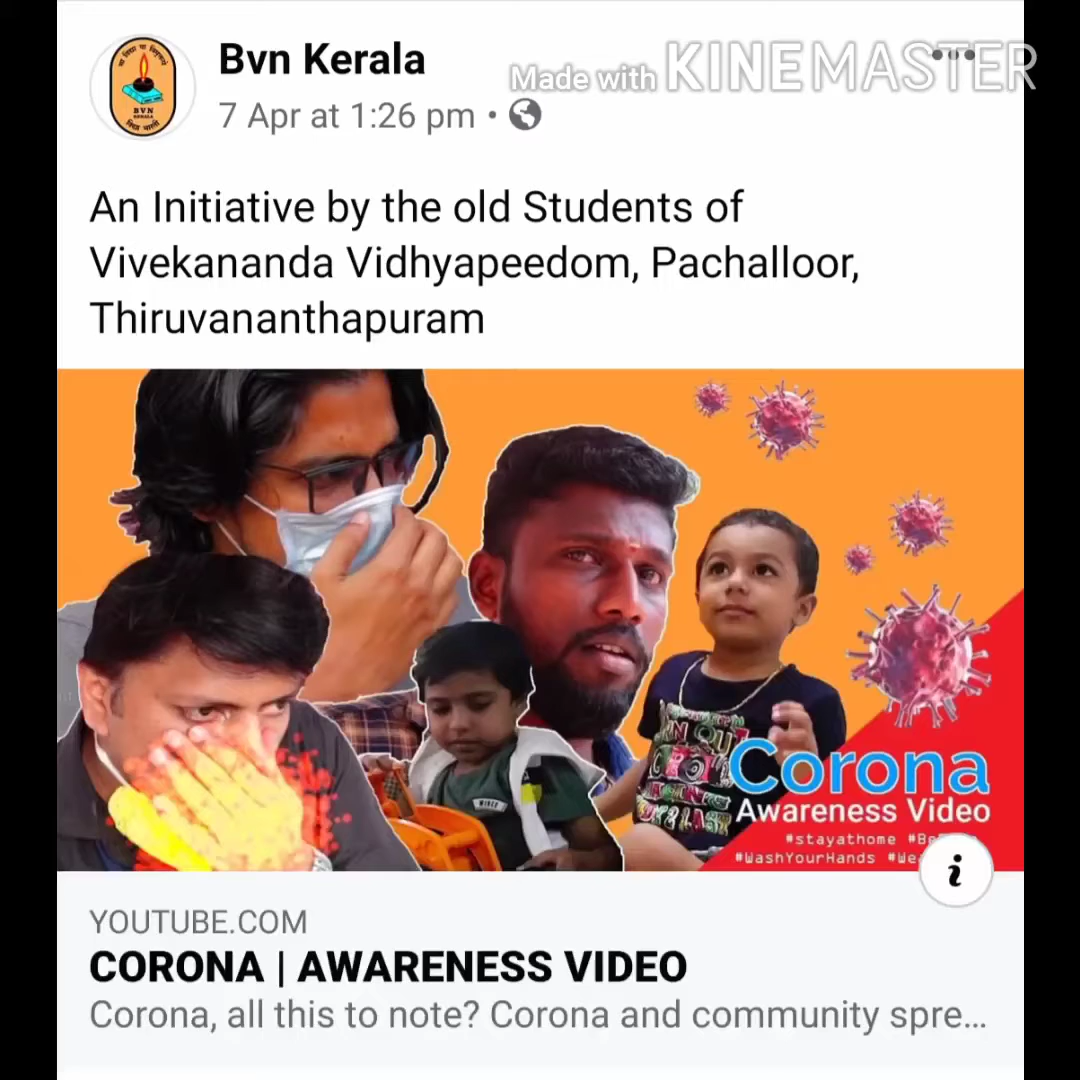 Bvn Kerala
Made with KINEMASTER
7 Apr at 1:26 pm
BVN
KERALA
An Initiative by the old Students of
Vivekananda Vidhyapeedom, Pachalloor,
Thiruvananthapuram
Corona
Awareness Video
#stayathome
#WashYourHands
YOUTUBE.COM
CORONA | AWARENESS VIDEO
Corona, all this to note? Corona and community spre...